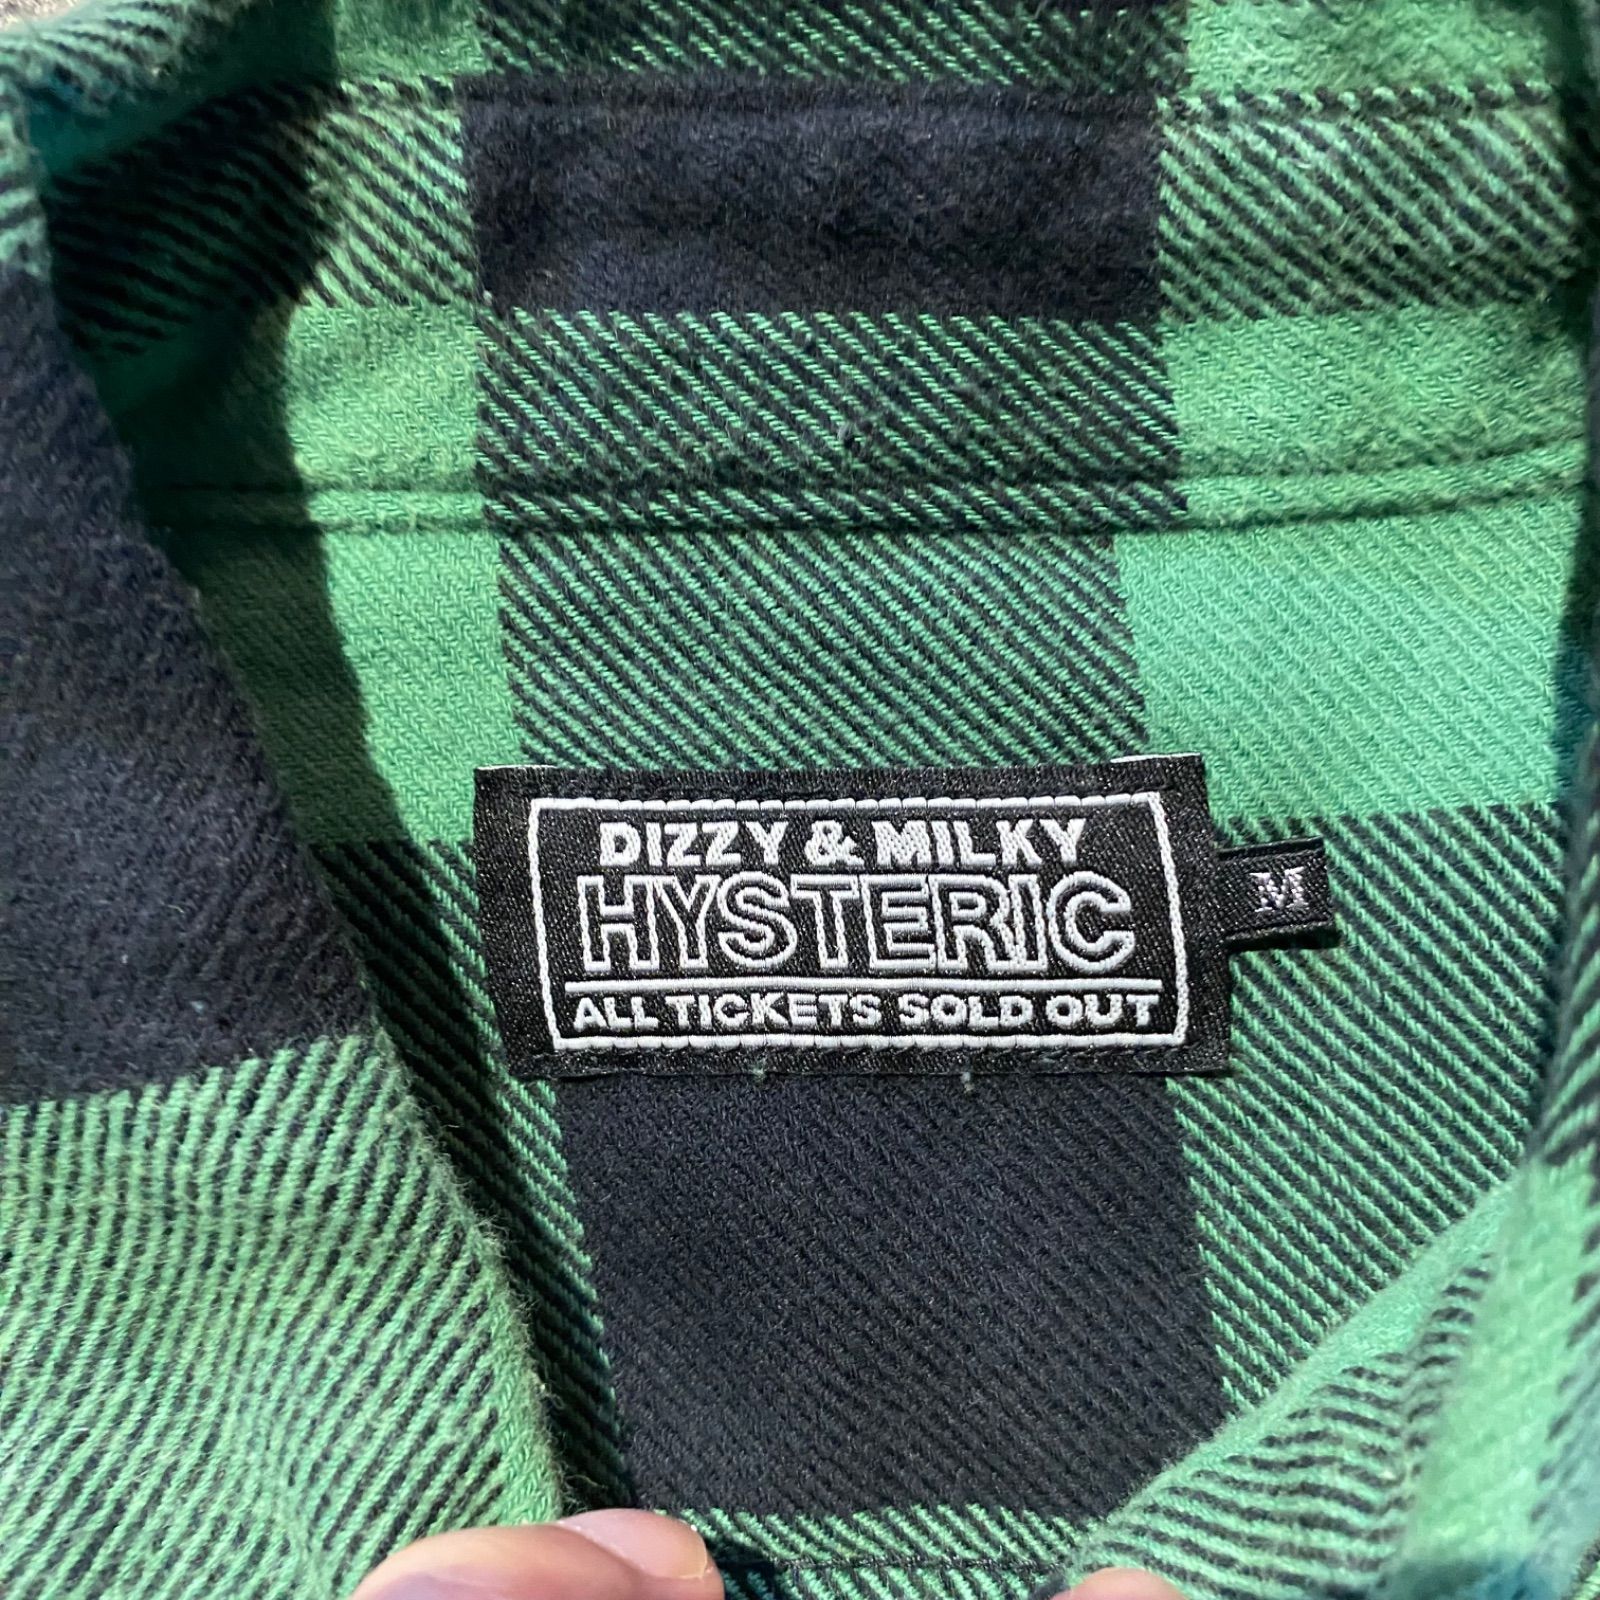 DIZZY & MILKY
HYSTERIC
ALL TICKETS SOLD OUT
M